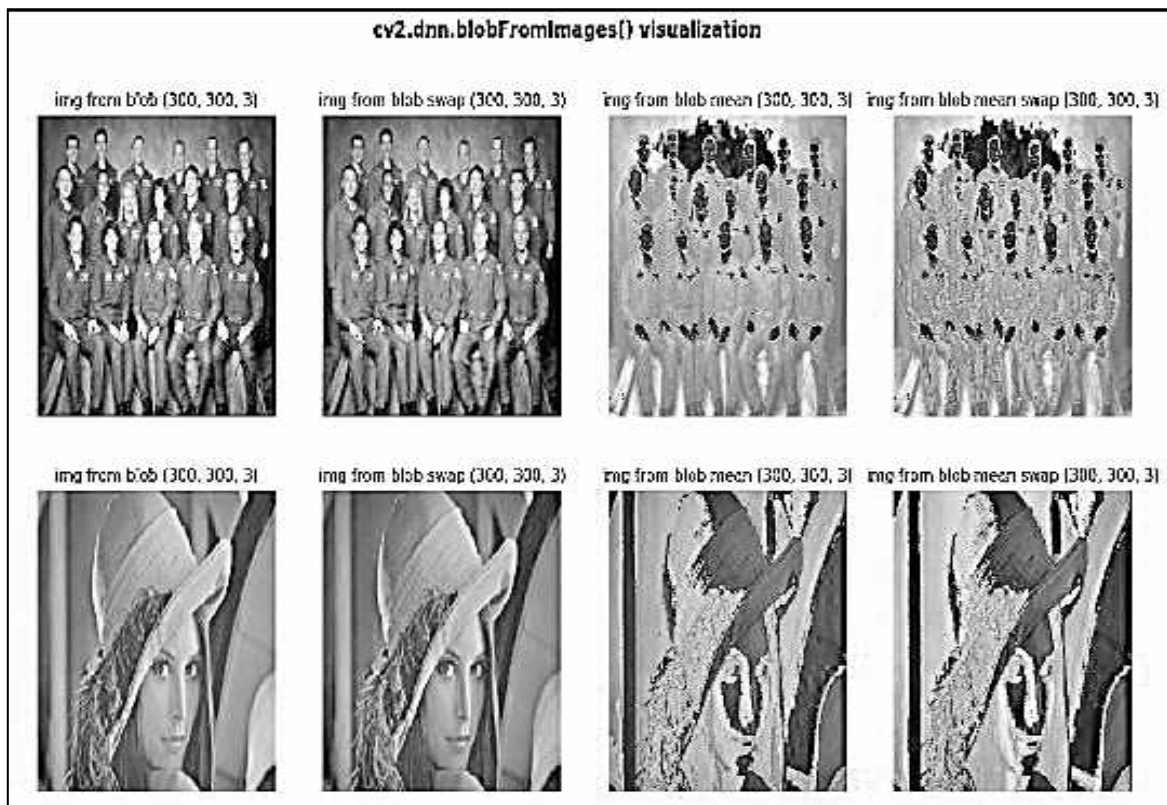 cv2.dnn.blobFromImages() visualization
img from blob (300, 300, 3)
img from blob swap (300, 300, 3)
img from blob mean (300, 300, 3)
img from blob mean swap (300, 300, 3)
img from blob (300, 300, 3)
img from blob swap (300, 300, 3)
img from blob mean (300, 300, 3)
img from blob mean swap (300, 300, 3)